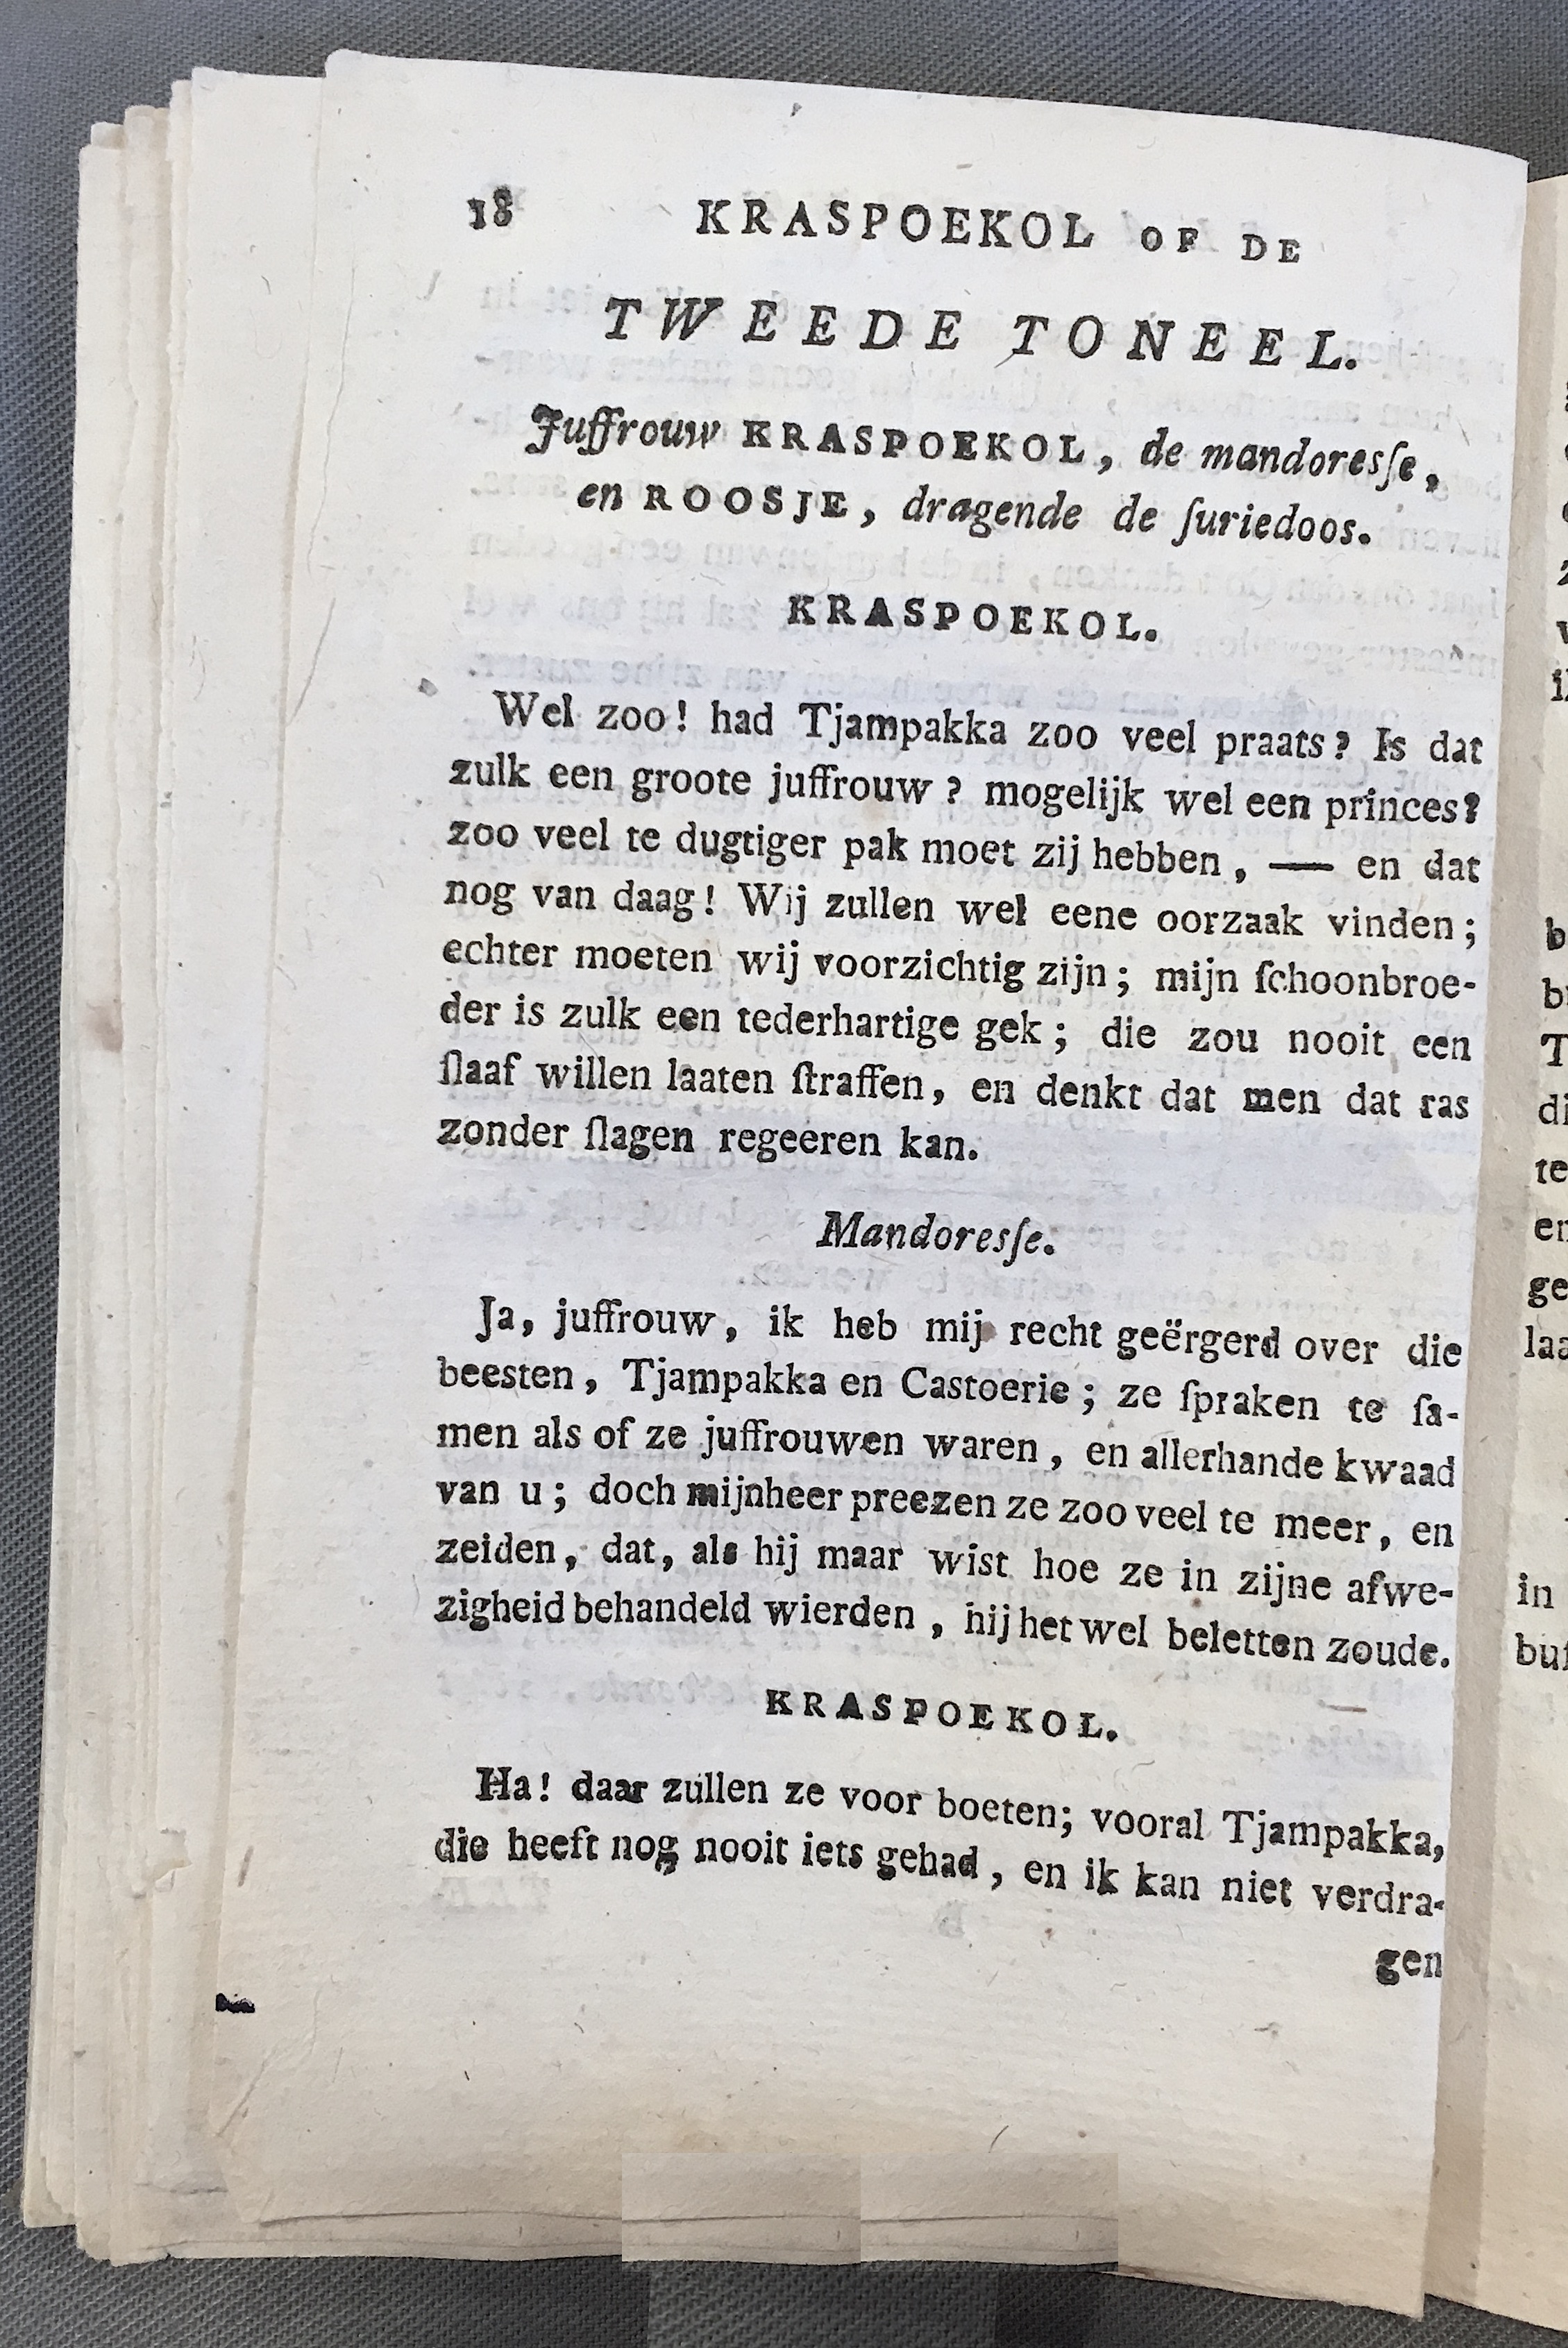 18 KRASPOEKOL OF DE
TWEEDE TONEEL.
Juffrouw KRASPOEKOL, de mandoresſe,
en ROOSJE, dragende de ſuriedoos.
KRASPOEKOL.
Wel zoo! had Tjampakka zoo veel praats? Is dat
zulk een groote juffrouw? mogelijk wel een princes?
zoo veel te dugtiger pak moet zij hebben, — en dat
nog van daag! Wij zullen wel eene oorzaak vinden;
echter moeten wij voorzichtig zijn; mijn ſchoonbroe-
der is zulk een tederhartige gek; die zou nooit een
ſlaaf willen laaten ſtraffen, en denkt dat men dat ras
zonder ſlagen regeeren kan.
Mandoresſe.
Ja, juffrouw, ik heb mij recht geërgerd over die
beesten, Tjampakka en Castoerie; ze ſpraken te ſa-
men als of ze juffrouwen waren, en allerhande kwaad
van u; doch mijnheer preezen ze zoo veel te meer, en
zeiden, dat, als hij maar wist hoe ze in zijne afwe-
zigheid behandeld wierden, hij het wel beletten zoude.
KRASPOEKOL.
Ha! daar zullen ze voor boeten; vooral Tjampakka,
die heeft nog nooit iets gehad, en ik kan niet verdra-
gen